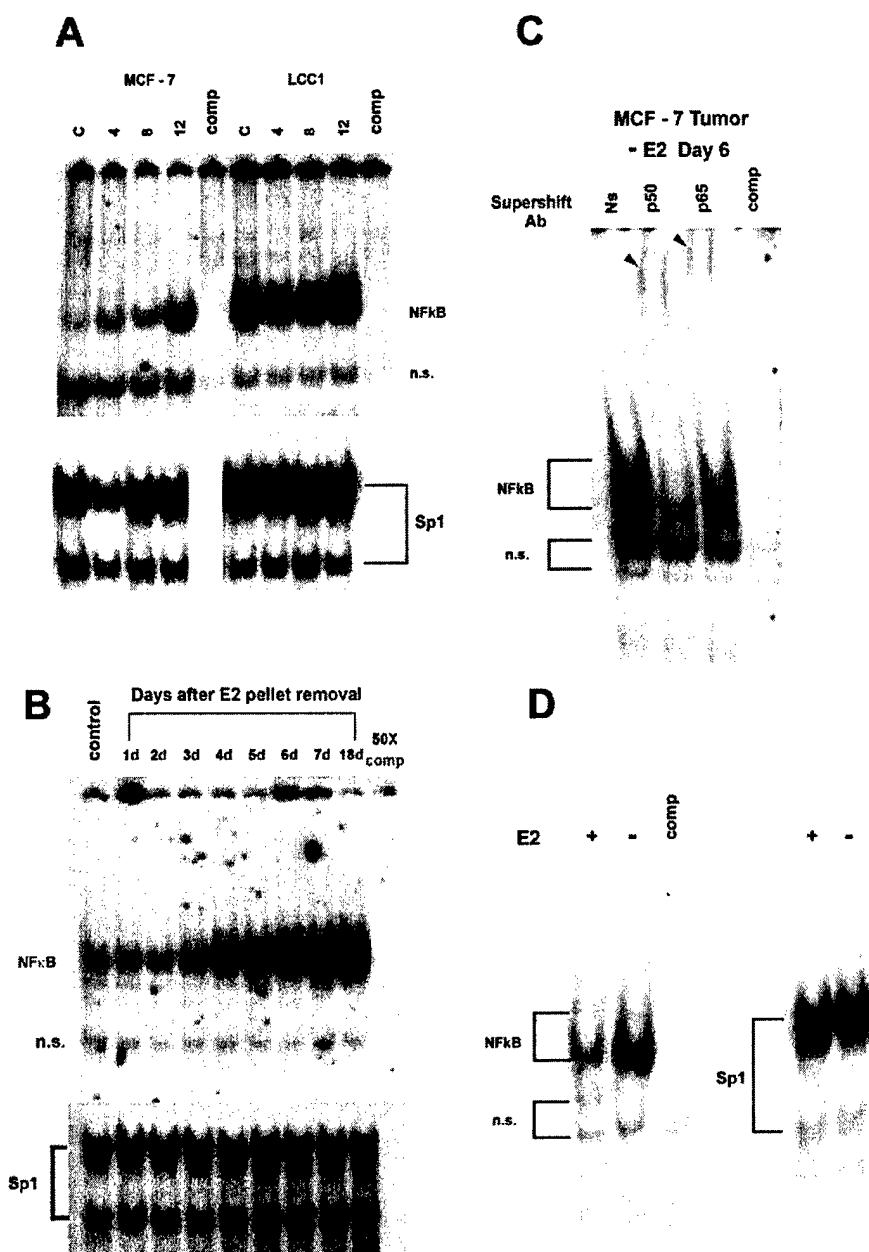 A
MCF - 7 LCC1
C 4 8 12 comp C 4 8 12 comp
NFkB
n.s.
Sp1
B
Days after E2 pellet removal
control 1d 2d 3d 4d 5d 6d 7d 18d 50X comp
NFκB
n.s.
Sp1
C
MCF - 7 Tumor
- E2 Day 6
Supershift Ab
Ns p50 p65 comp
NFkB
n.s.
D
E2 + - comp + -
NFkB
n.s.
Sp1